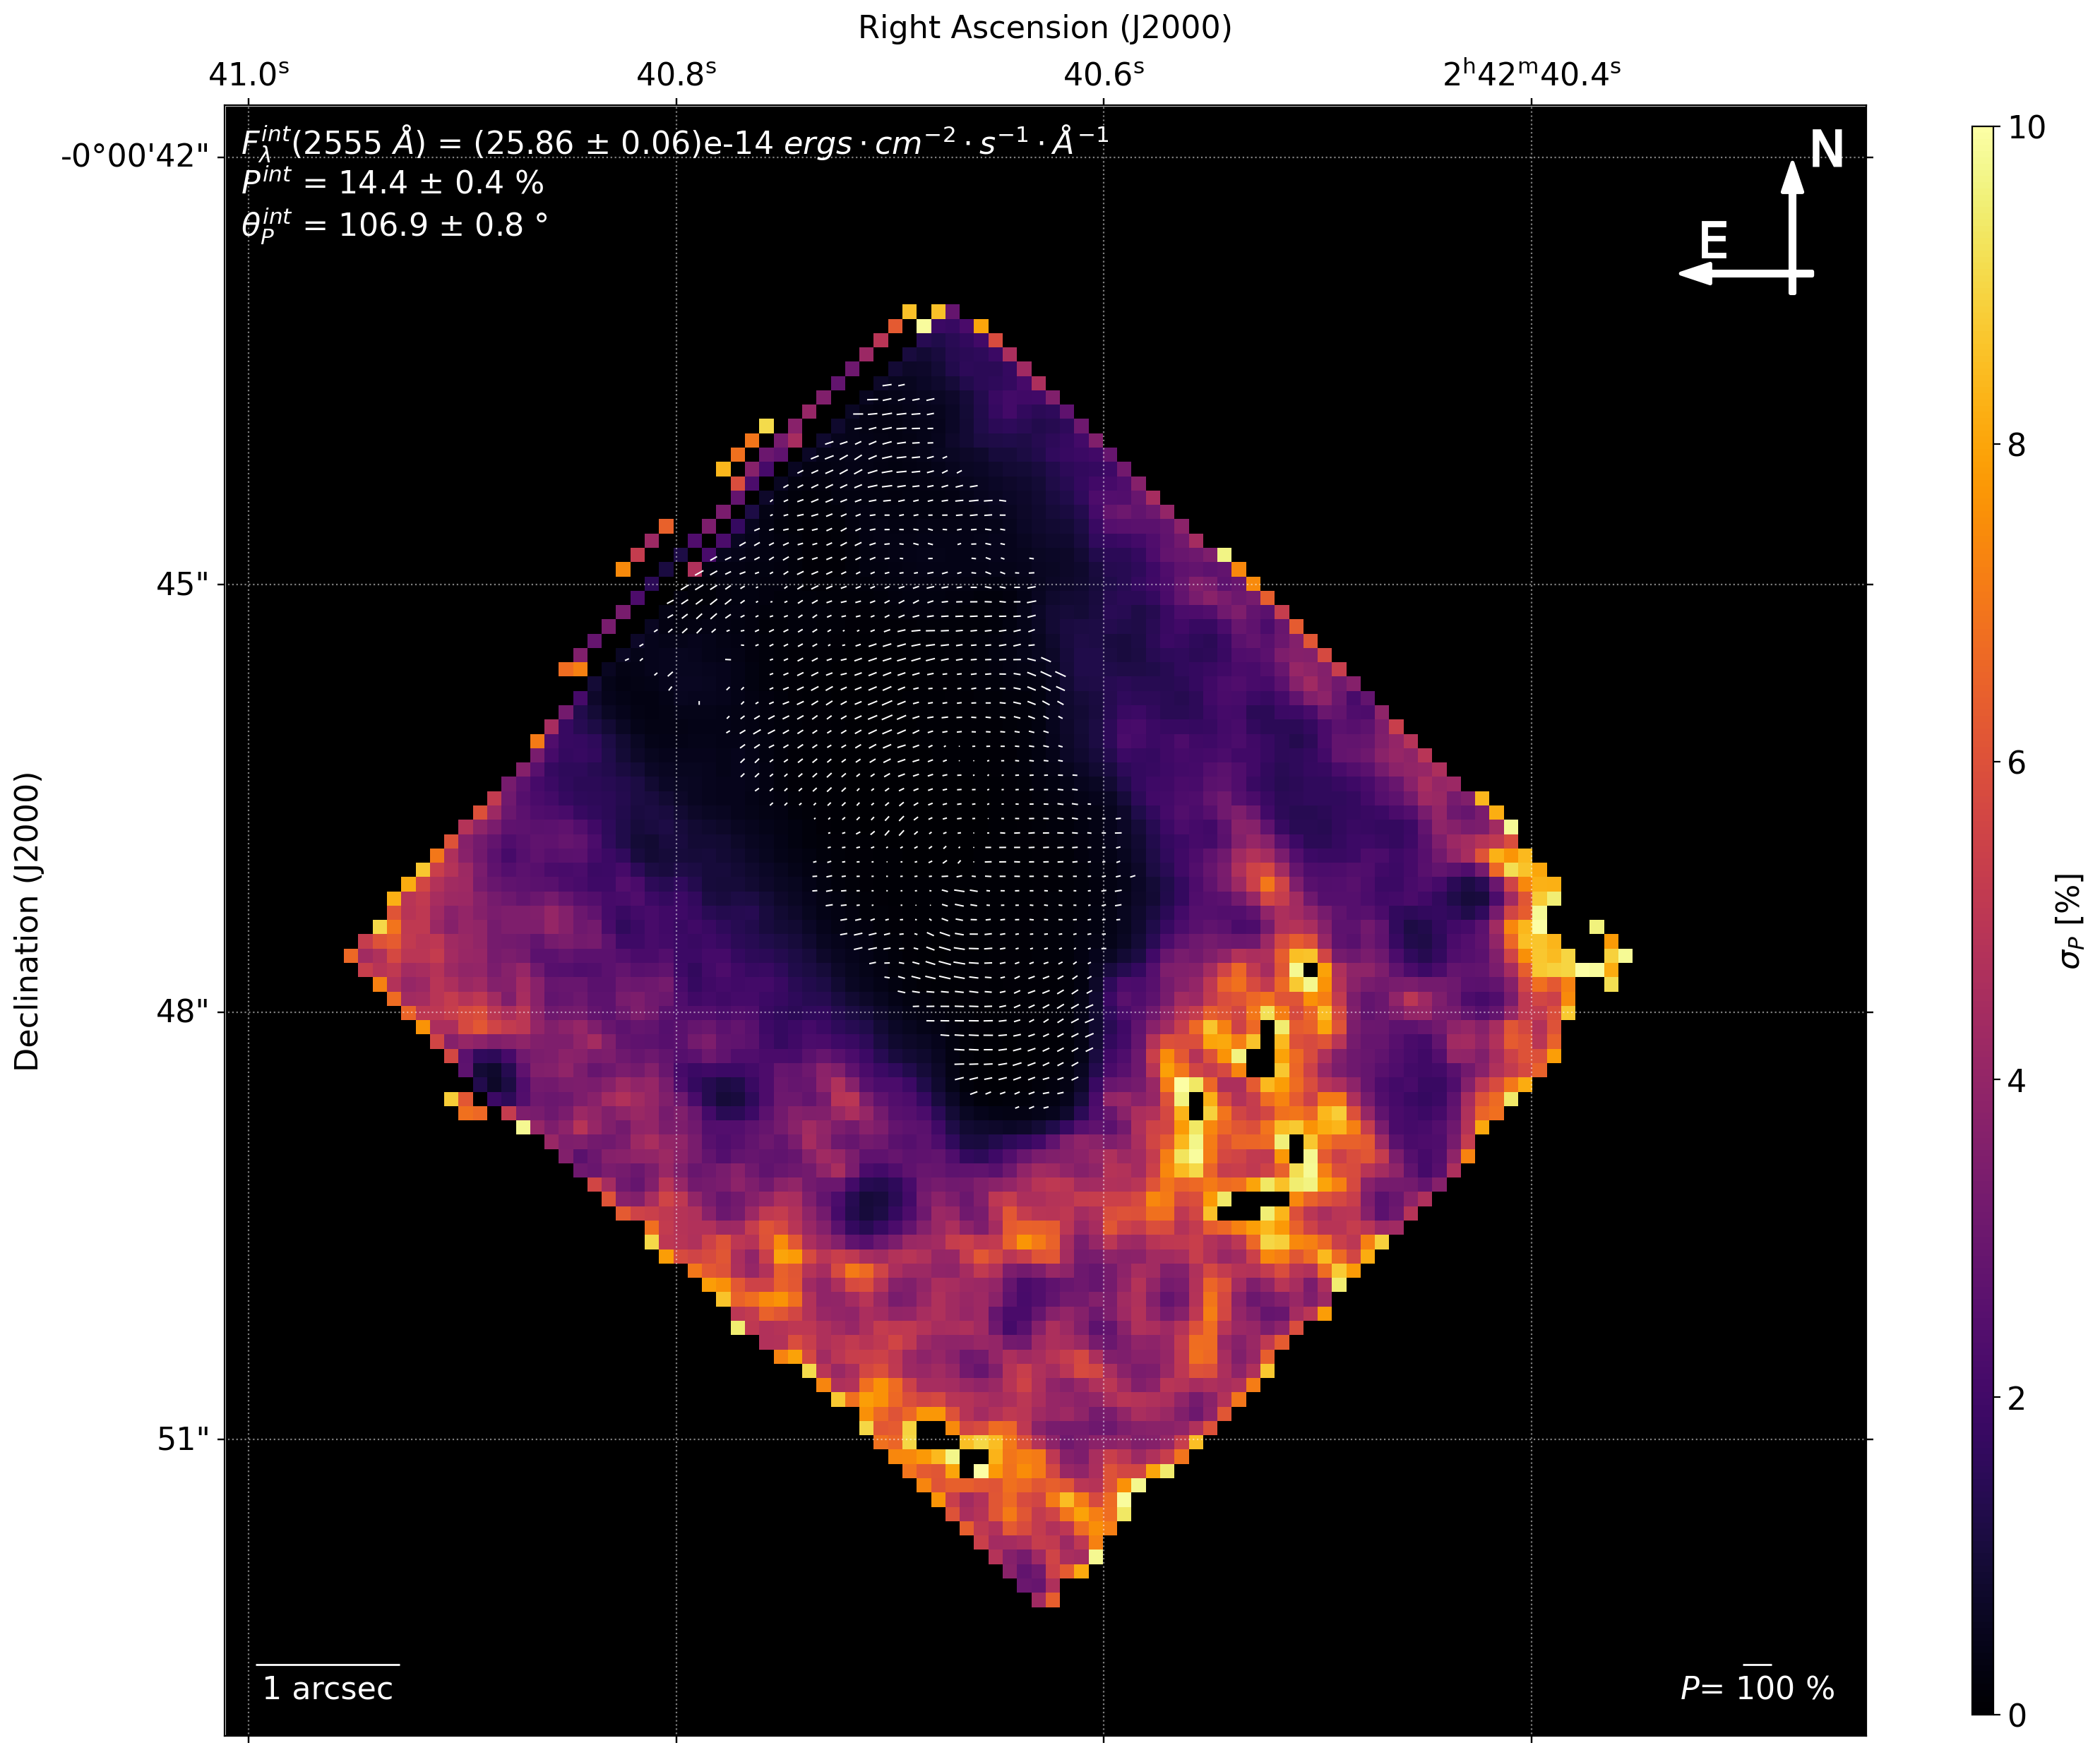 Right Ascension (J2000)
41.0ˢ 40.8ˢ 40.6ˢ 2ʰ42ᵐ40.4ˢ
F_λ^int(2555 Å) = (25.86 ± 0.06)e-14 ergs · cm⁻² · s⁻¹ · Å⁻¹
P^int = 14.4 ± 0.4 %
θ_P^int = 106.9 ± 0.8 °
N
E
-0°00'42"
45"
48"
51"
Declination (J2000)
1 arcsec
P= 100 %
10
8
6
4
2
0
σ_P [%]